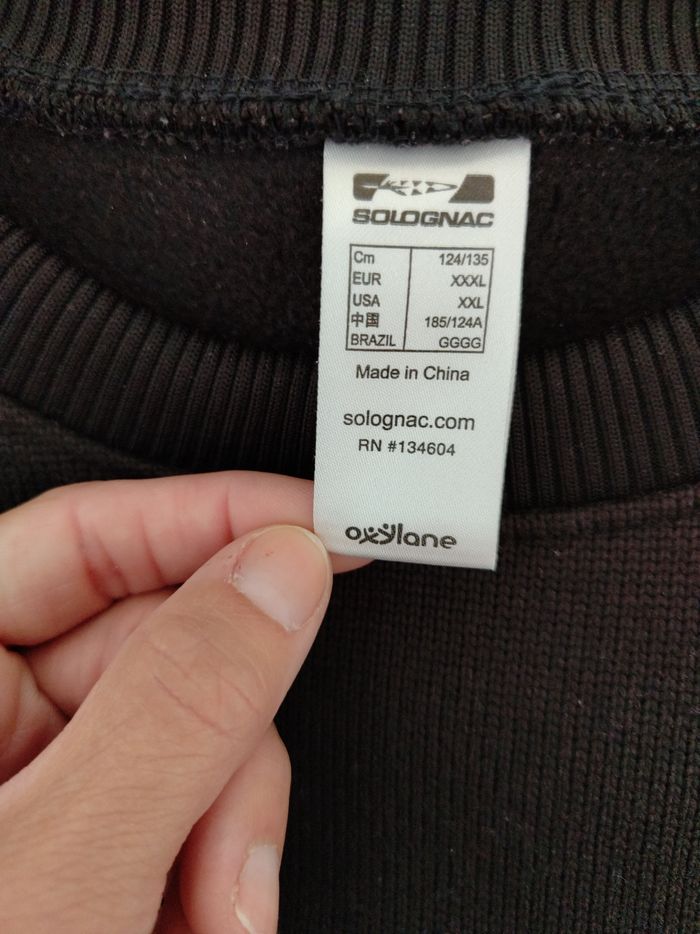 SOLOGNAC
Cm 124/135
EUR XXXL
USA XXL
中国 185/124A
BRAZIL GGGG
Made in China
solognac.com
RN #134604
oxylane